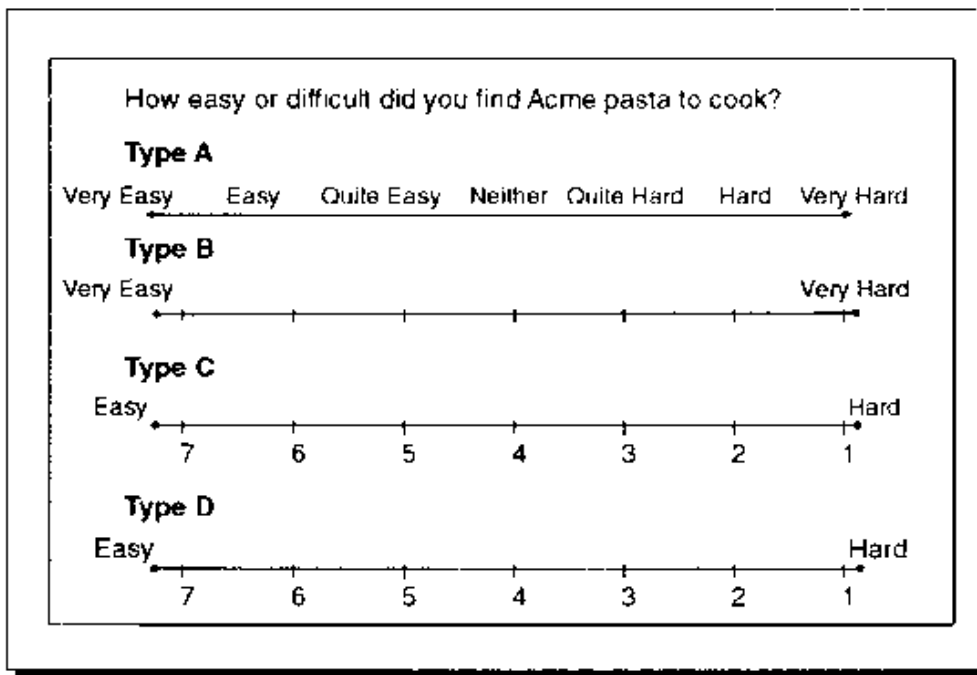 How easy or difficult did you find Acme pasta to cook?
Type A
Very Easy Easy Quite Easy Neither Quite Hard Hard Very Hard
Type B
Very Easy Very Hard
Type C
Easy Hard
7 6 5 4 3 2 1
Type D
Easy Hard
7 6 5 4 3 2 1